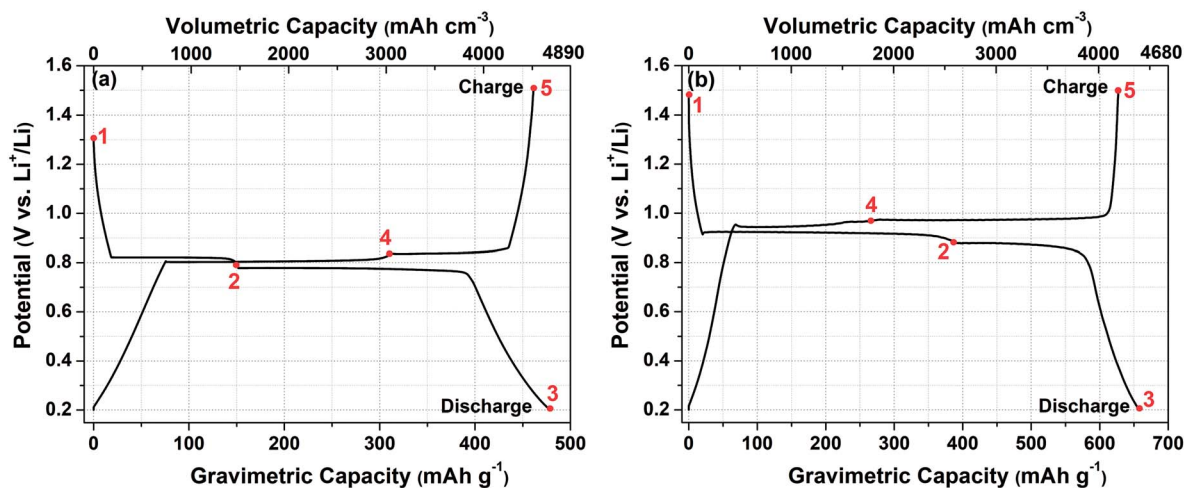 Volumetric Capacity (mAh cm⁻³)
0 1000 2000 3000 4000 4890
1.6
1.4
1.2
1.0
0.8
0.6
0.4
0.2
Potential (V vs. Li⁺/Li)
(a)
Charge
5
1
4
2
3
Discharge
0 100 200 300 400 500
Gravimetric Capacity (mAh g⁻¹)
Volumetric Capacity (mAh cm⁻³)
0 1000 2000 3000 4000 4680
1.6
1.4
1.2
1.0
0.8
0.6
0.4
0.2
Potential (V vs. Li⁺/Li)
(b)
Charge
5
1
4
2
3
Discharge
0 100 200 300 400 500 600 700
Gravimetric Capacity (mAh g⁻¹)